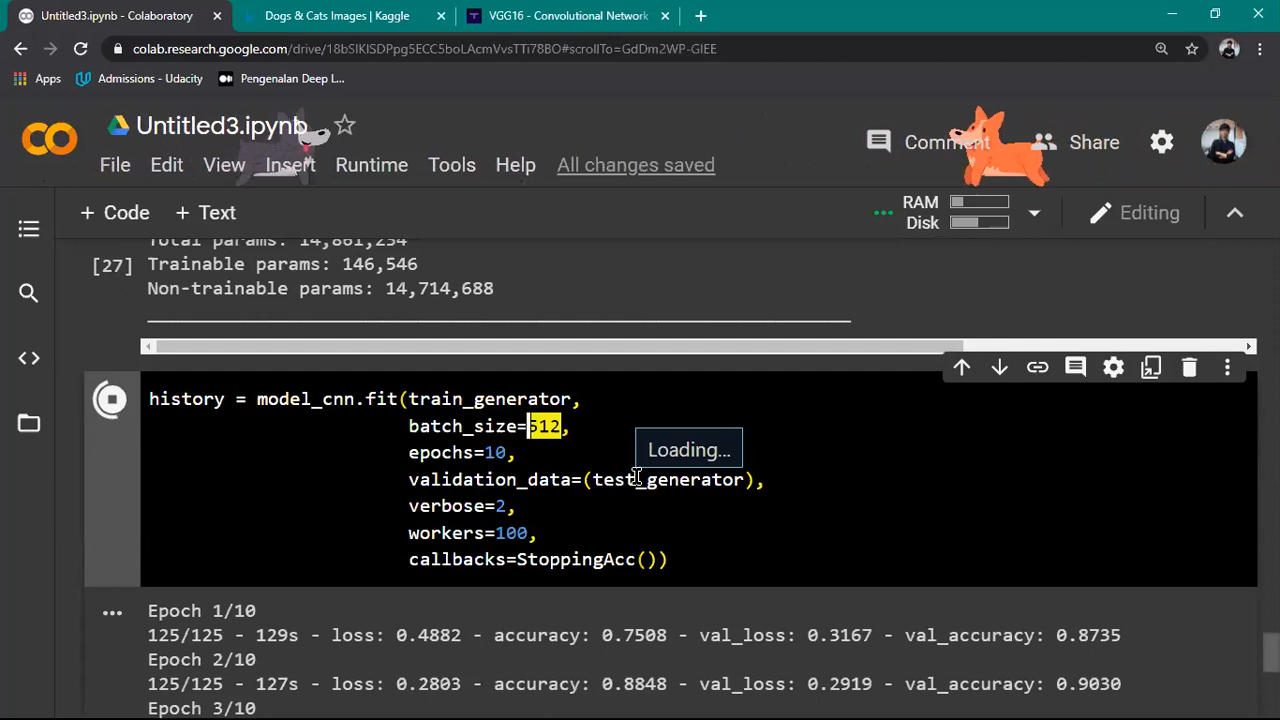 Untitled3.ipynb - Colaboratory
Dogs & Cats Images | Kaggle
VGG16 - Convolutional Network
colab.research.google.com/drive/18bSIKISDPpg5ECC5boLAcmVvsTTi78BO#scrollTo=GdDm2WP-GIEE
Apps
Admissions - Udacity
Pengenalan Deep L...
Untitled3.ipynb
Comment
Share
File Edit View Insert Runtime Tools Help All changes saved
+ Code + Text
RAM
Disk
Editing
Total params: 14,861,234
[27] Trainable params: 146,546
Non-trainable params: 14,714,688
history = model_cnn.fit(train_generator,
batch_size=512,
Loading...
epochs=10,
validation_data=(test_generator),
verbose=2,
workers=100,
callbacks=StoppingAcc())
Epoch 1/10
125/125 - 129s - loss: 0.4882 - accuracy: 0.7508 - val_loss: 0.3167 - val_accuracy: 0.8735
Epoch 2/10
125/125 - 127s - loss: 0.2803 - accuracy: 0.8848 - val_loss: 0.2919 - val_accuracy: 0.9030
Epoch 3/10